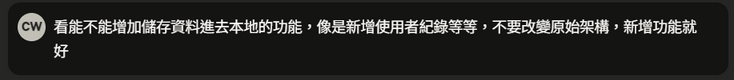 CW
看能不能增加儲存資料進去本地的功能，像是新增使用者紀錄等等，不要改變原始架構，新增功能就
好